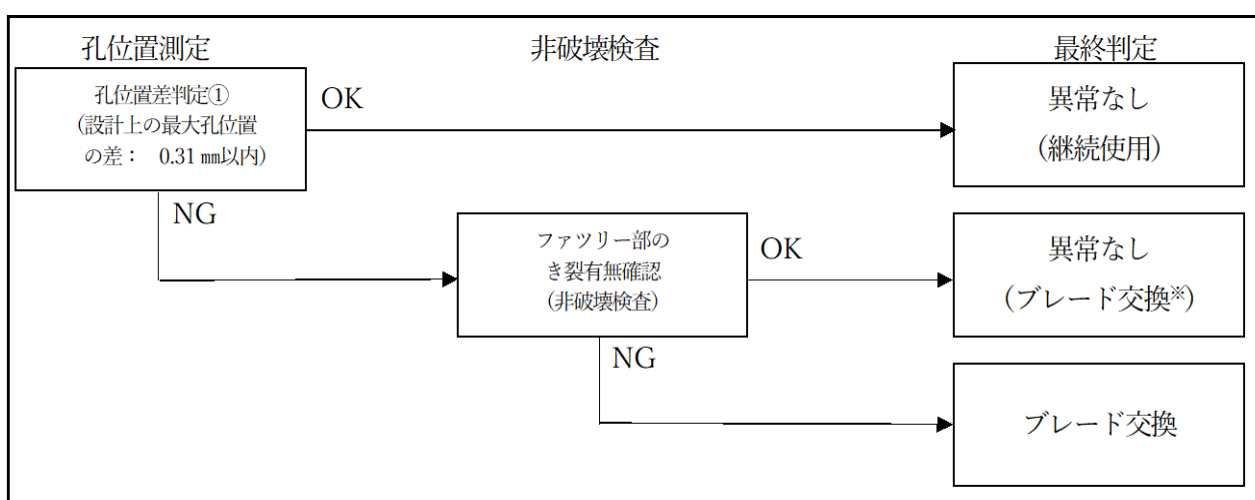 孔位置測定
非破壊検査
最終判定
孔位置差判定①
(設計上の最大孔位置
の差： 0.31 ㎜以内)
OK
異常なし
(継続使用)
NG
ファツリー部の
き裂有無確認
(非破壊検査)
OK
異常なし
(ブレード交換※)
NG
ブレード交換